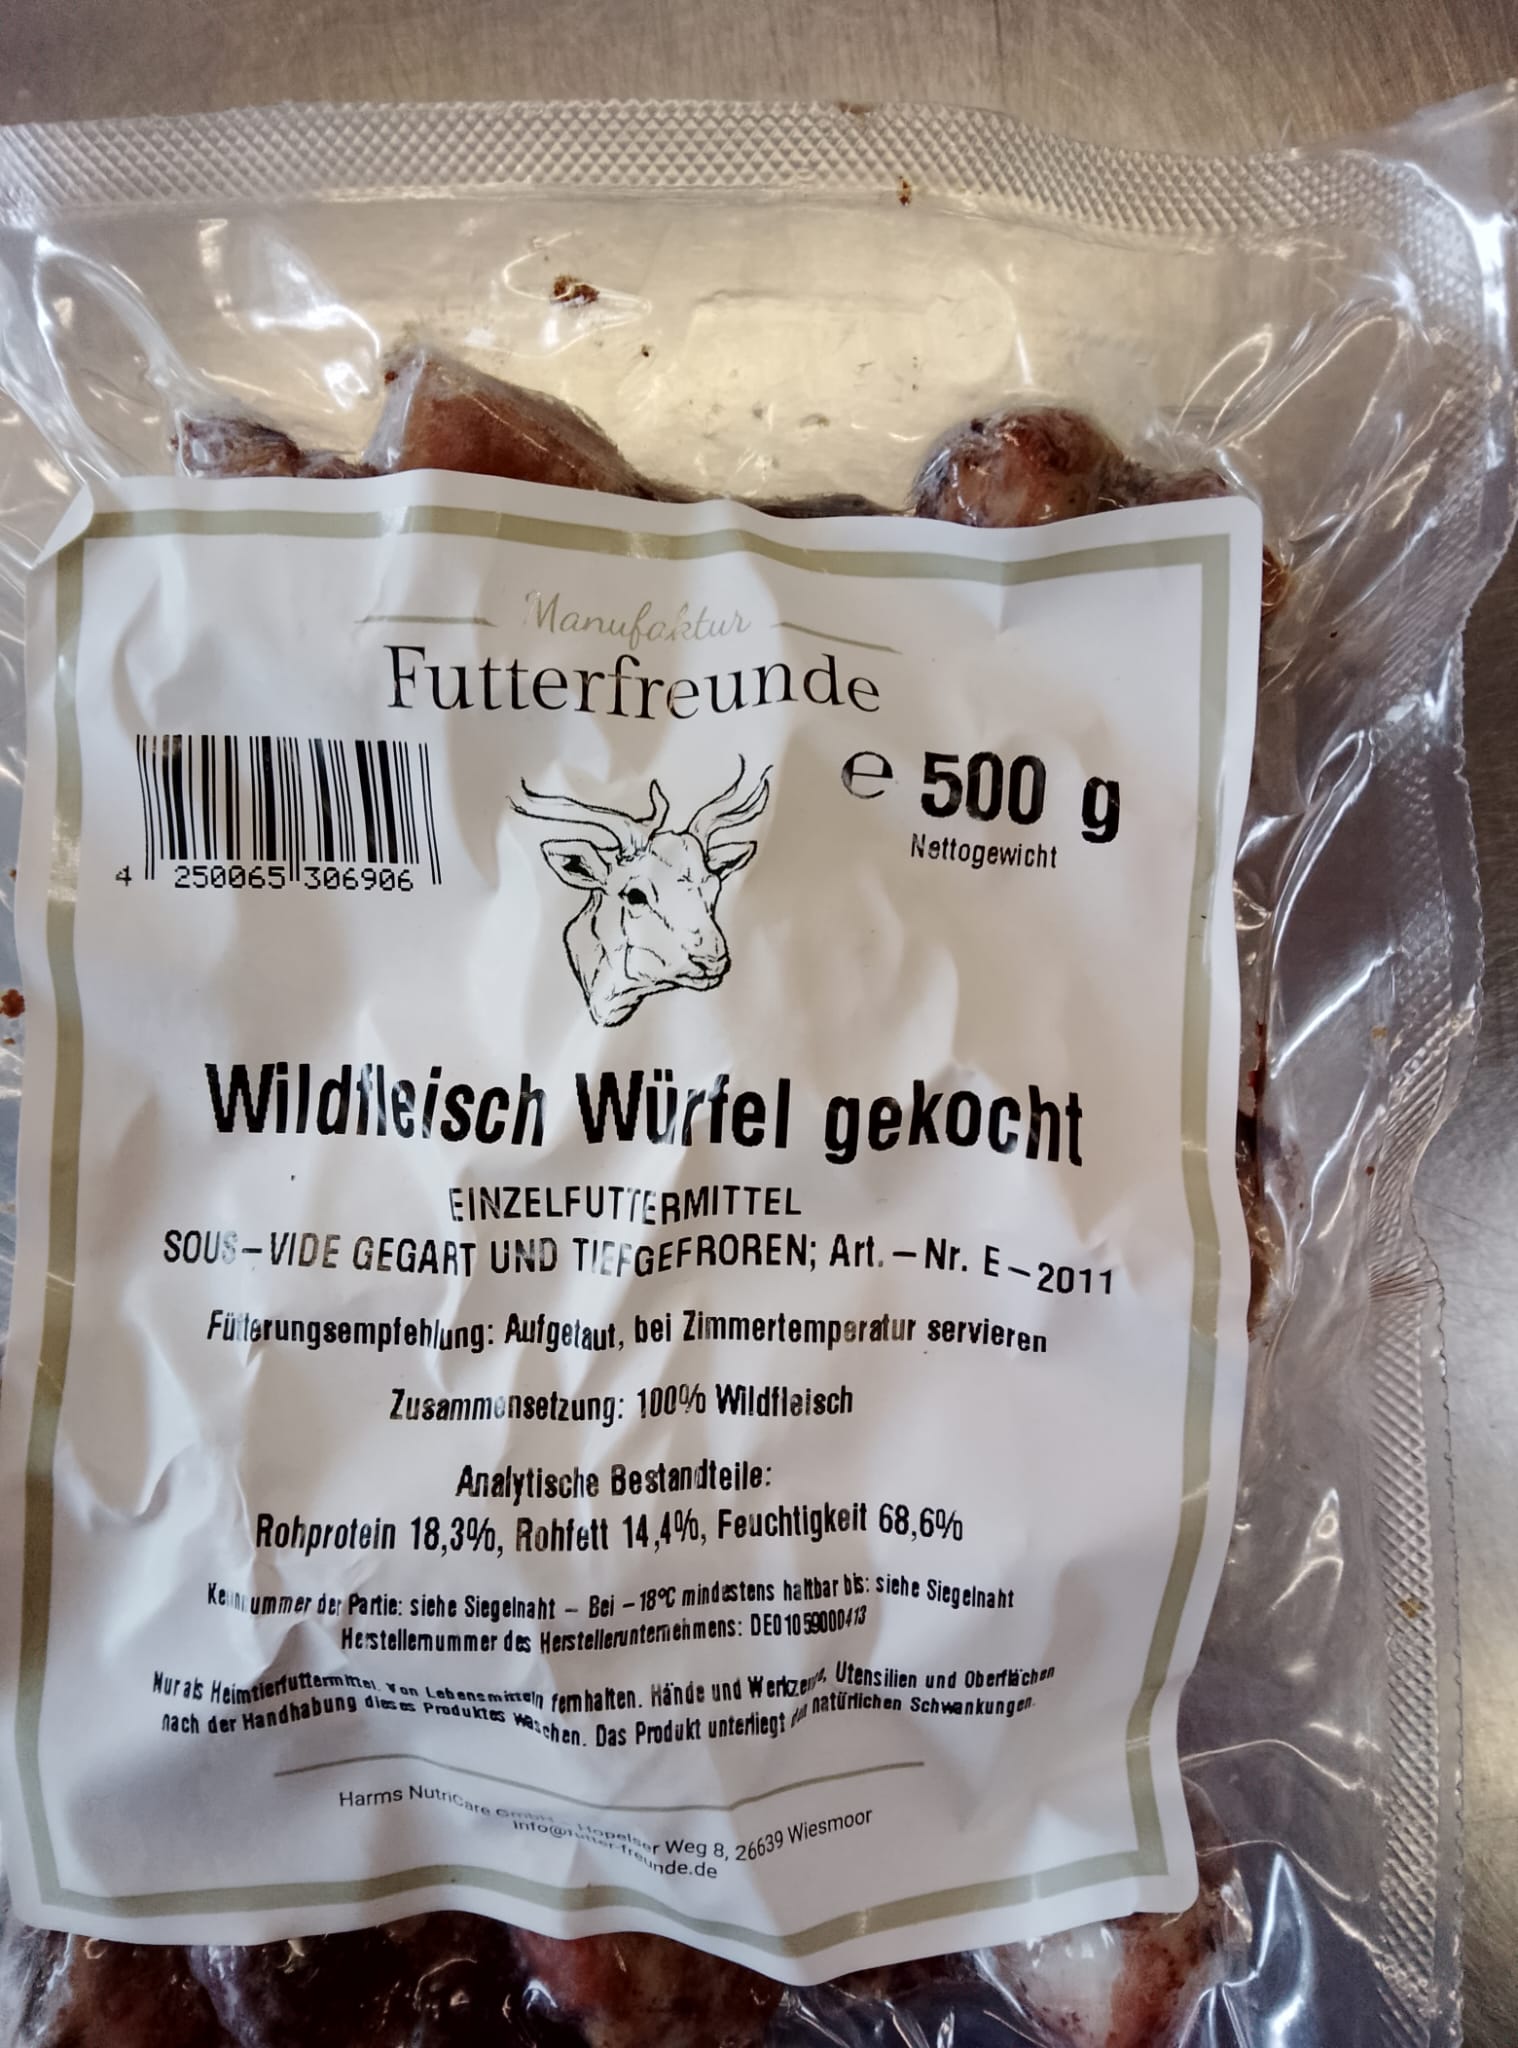 Manufaktur
Futterfreunde
e 500 g
Nettogewicht
4 250065 306906
Wildfleisch Würfel gekocht
EINZELFUTTERMITTEL
SOUS-VIDE GEGART UND TIEFGEFROREN; Art. - Nr. E-2011
Fütterungsempfehlung: Aufgetaut, bei Zimmertemperatur servieren
Zusammensetzung: 100% Wildfleisch
Analytische Bestandteile:
Rohprotein 18,3%, Rohfett 14,4%, Feuchtigkeit 68,6%
Kennnummer der Partie: siehe Siegelnaht - Bei -18°C mindestens haltbar bis: siehe Siegelnaht
Herstellernummer des Herstellerunternehmens: DE01059000413
Nur als Heimtierfuttermittel. Von Lebensmitteln fernhalten. Hände und Werkzeuge, Utensilien und Oberflächen
nach der Handhabung dieses Produktes waschen. Das Produkt unterliegt den natürlichen Schwankungen.
Harms NutriCare GmbH - Hopelser Weg 8, 26639 Wiesmoor
info@futter-freunde.de